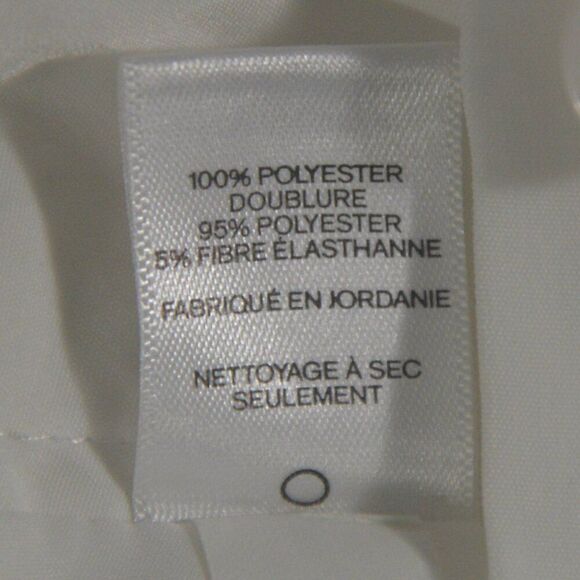 100% POLYESTER
DOUBLURE
95% POLYESTER
5% FIBRE ÉLASTHANNE
FABRIQUÉ EN JORDANIE
NETTOYAGE À SEC
SEULEMENT